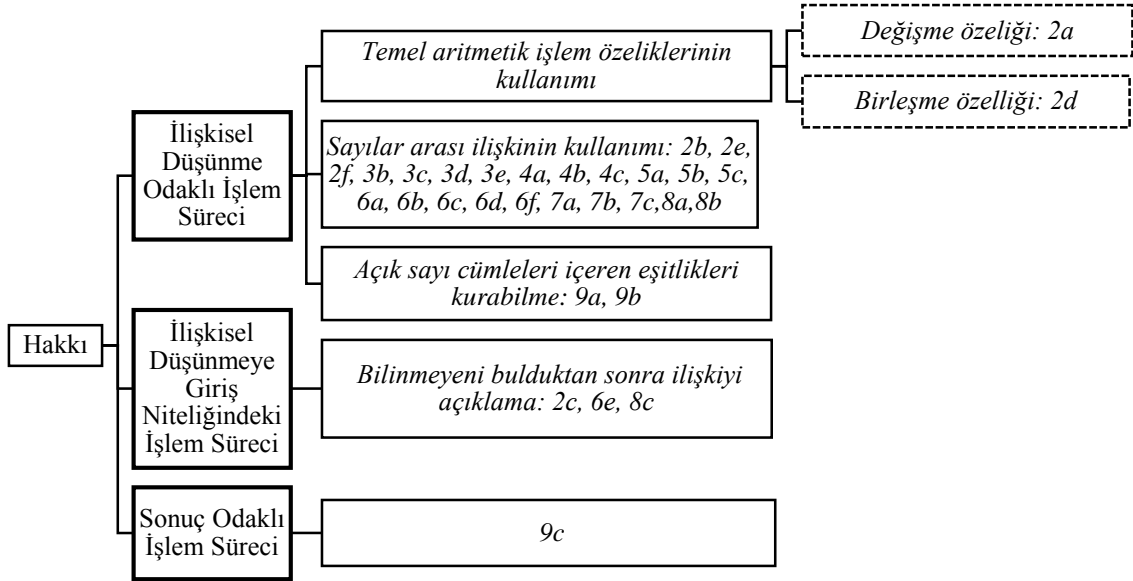 Hakkı
İlişkisel
Düşünme
Odaklı İşlem
Süreci
Temel aritmetik işlem özeliklerinin
kullanımı
Değişme özeliği: 2a
Birleşme özelliği: 2d
Sayılar arası ilişkinin kullanımı: 2b, 2e,
2f, 3b, 3c, 3d, 3e, 4a, 4b, 4c, 5a, 5b, 5c,
6a, 6b, 6c, 6d, 6f, 7a, 7b, 7c,8a,8b
Açık sayı cümleleri içeren eşitlikleri
kurabilme: 9a, 9b
İlişkisel
Düşünmeye
Giriş
Niteliğindeki
İşlem Süreci
Bilinmeyeni bulduktan sonra ilişkiyi
açıklama: 2c, 6e, 8c
Sonuç Odaklı
İşlem Süreci
9c